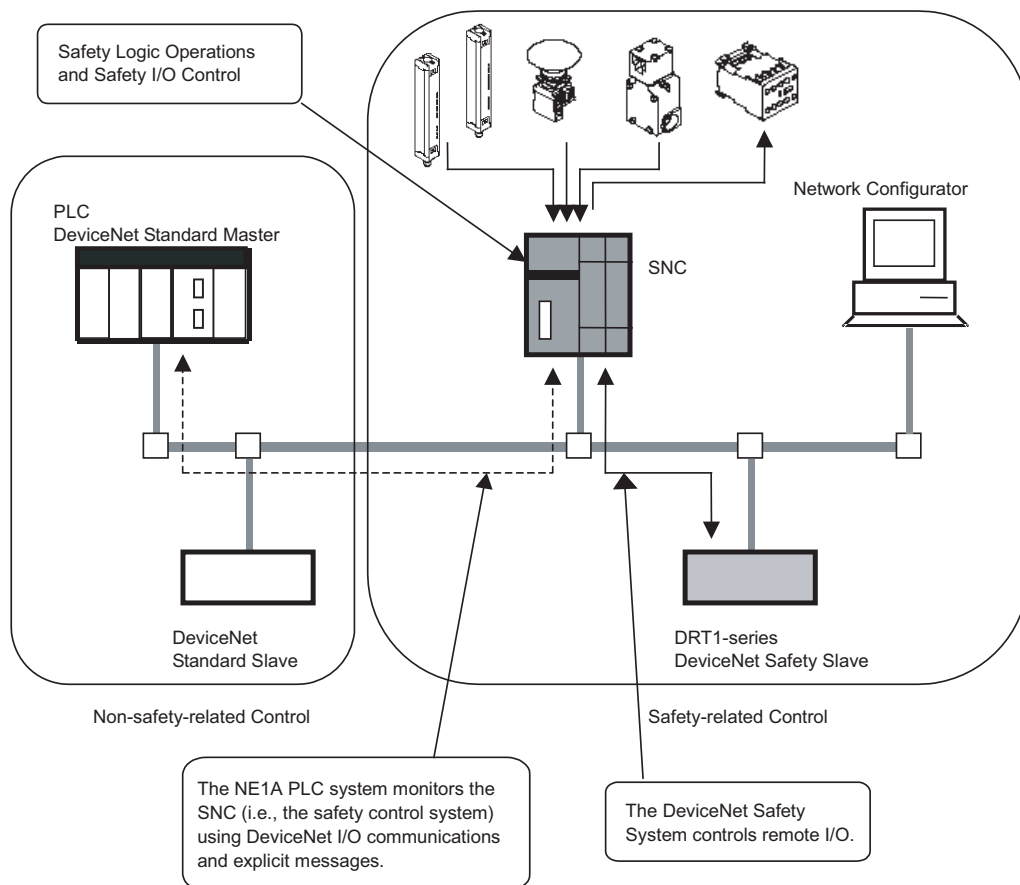 Safety Logic Operations
and Safety I/O Control
Network Configurator
PLC
DeviceNet Standard Master
SNC
DeviceNet
Standard Slave
DRT1-series
DeviceNet Safety Slave
Non-safety-related Control
Safety-related Control
The NE1A PLC system monitors the
SNC (i.e., the safety control system)
using DeviceNet I/O communications
and explicit messages.
The DeviceNet Safety
System controls remote I/O.